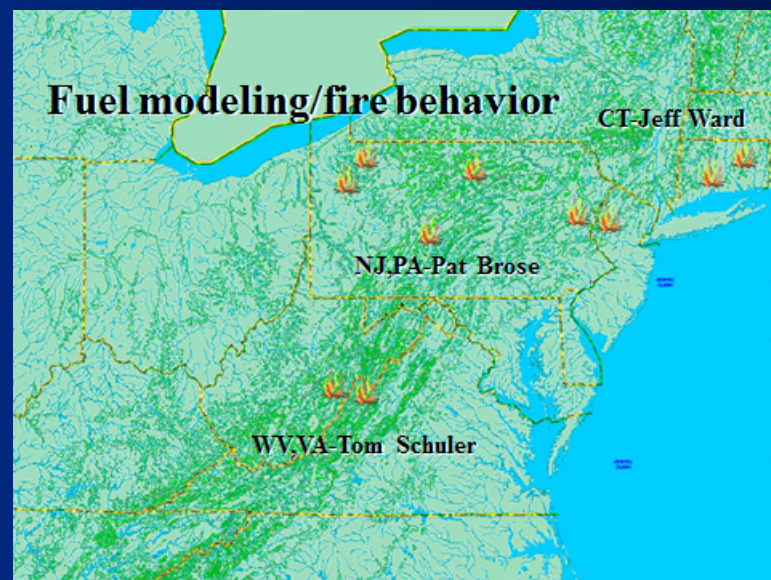 Fuel modeling/fire behavior
CT-Jeff Ward
NJ,PA-Pat Brose
WV,VA-Tom Schuler